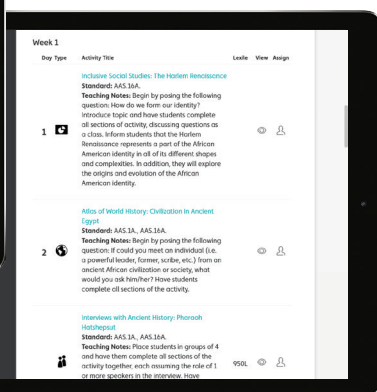 Week 1
Day Type Activity Title Lexile View Assign
Inclusive Social Studies: The Harlem Renaissance
Standard: AAS.16A.
Teaching Notes: Begin by posing the following
question: How do we form our identity?
Introduce topic and have students complete
all sections of activity, discussing questions as
1 a class. Inform students that the Harlem
Renaissance represents a part of the African
American identity in all of its different shapes
and complexities. In addition, they will explore
the origins and evolution of the African
American identity.
Atlas of World History: Civilization in Ancient
Egypt
Standard: AAS.1A., AAS.16A.
Teaching Notes: Begin by posing the following
2 question: If could you meet an individual (i.e.
a powerful leader, farmer, scribe, etc.) from an
ancient African civilization or society, what
would you ask him/her? Have students
complete all sections of the activity.
Interviews with Ancient History: Pharaoh
Hatshepsut
Standard: AAS.1A., AAS.16A.
Teaching Notes: Place students in groups of 4
and have them complete all sections of the
activity together, each assuming the role of 1 950L
or more speakers in the interview. Have